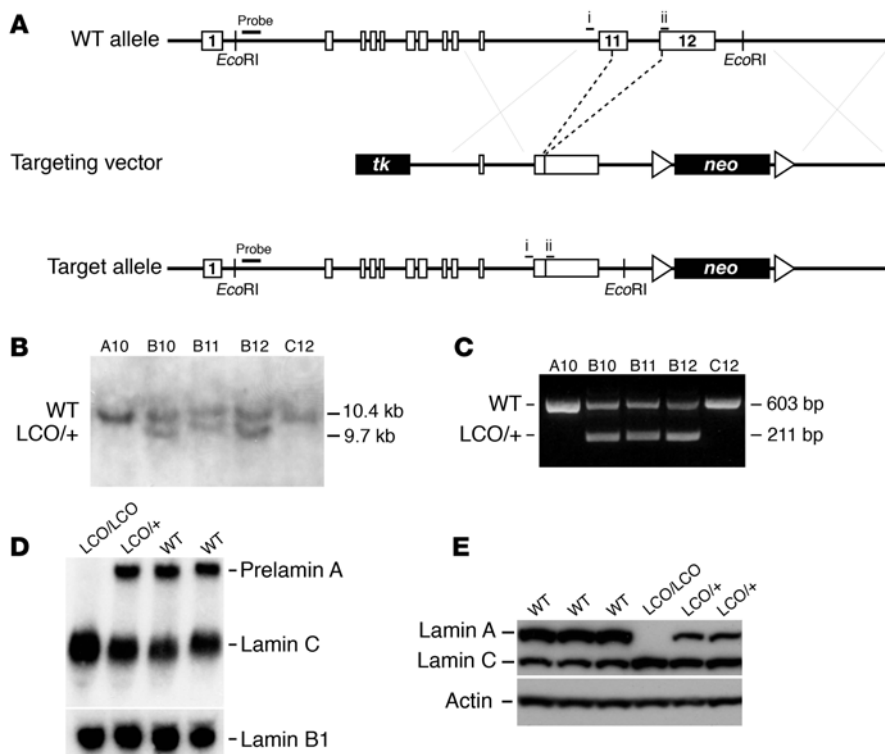 A
WT allele
1
Probe
EcoRI
i
11
ii
12
EcoRI
Targeting vector
tk
neo
Target allele
1
Probe
EcoRI
i
ii
EcoRI
neo
B
A10 B10 B11 B12 C12
WT
10.4 kb
LCO/+
9.7 kb
C
A10 B10 B11 B12 C12
WT
603 bp
LCO/+
211 bp
D
LCO/LCO LCO/+ WT WT
Prelamin A
Lamin C
Lamin B1
E
WT WT WT LCO/LCO LCO/+ LCO/+
Lamin A
Lamin C
Actin